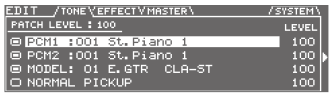 EDIT /TONE\/EFFECT\/MASTER\ /SYSTEM\
PATCH LEVEL : 100 LEVEL
PCM1 :001 St.Piano 1 100
PCM2 :001 St.Piano 1 100
MODEL: 01 E.GTR CLA-ST 100
NORMAL PICKUP 100